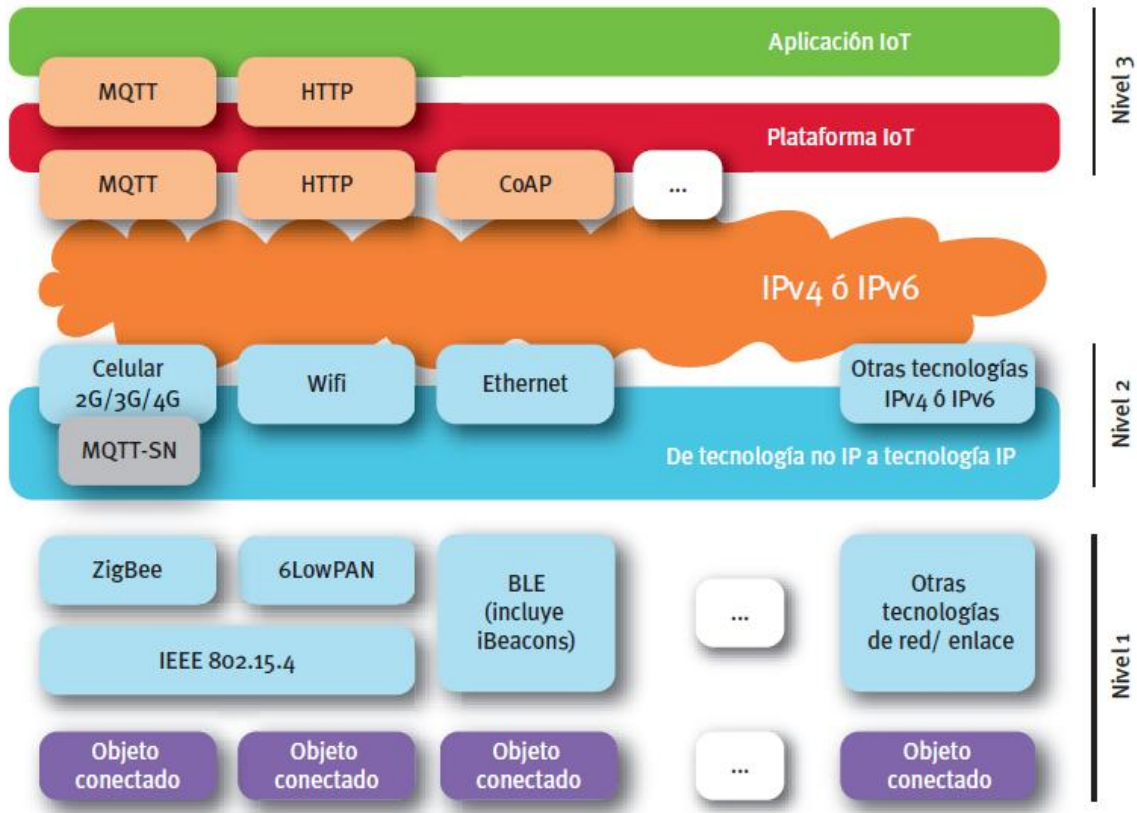 Aplicación IoT
MQTT
HTTP
Plataforma IoT
MQTT
HTTP
CoAP
...
Nivel 3
IPv4 ó IPv6
Celular
2G/3G/4G
Wifi
Ethernet
Otras tecnologías
IPv4 ó IPv6
MQTT-SN
De tecnología no IP a tecnología IP
Nivel 2
ZigBee
6LowPAN
BLE
(incluye
iBeacons)
...
Otras
tecnologías
de red/ enlace
IEEE 802.15.4
Objeto
conectado
Objeto
conectado
Objeto
conectado
...
Objeto
conectado
Nivel 1